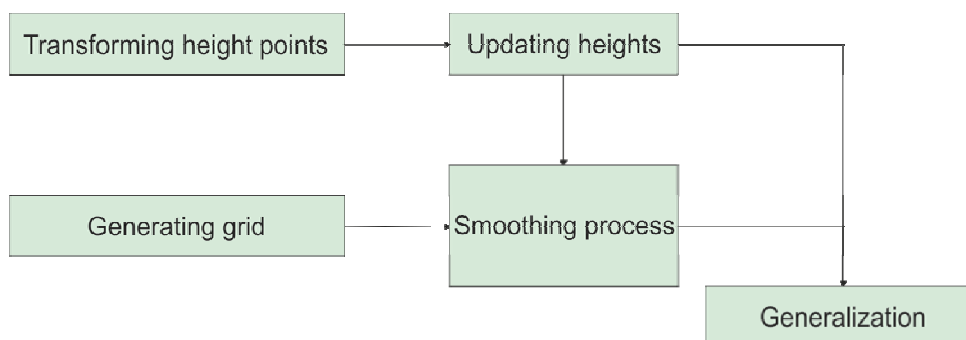 Transforming height points
Updating heights
Generating grid
Smoothing process
Generalization